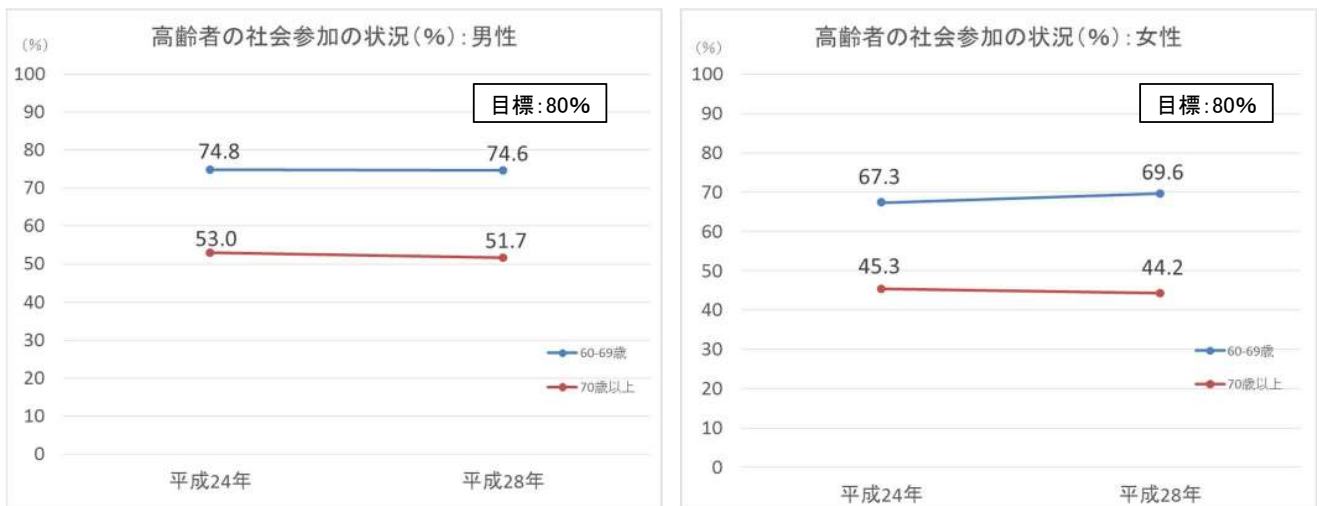 高齢者の社会参加の状況(%):男性
(%)
目標:80%
100
90
80
70
60
50
40
30
20
10
0
74.8
74.6
53.0
51.7
60-69歳
70歳以上
平成24年
平成28年
高齢者の社会参加の状況(%):女性
(%)
目標:80%
100
90
80
70
60
50
40
30
20
10
0
67.3
69.6
45.3
44.2
60-69歳
70歳以上
平成24年
平成28年